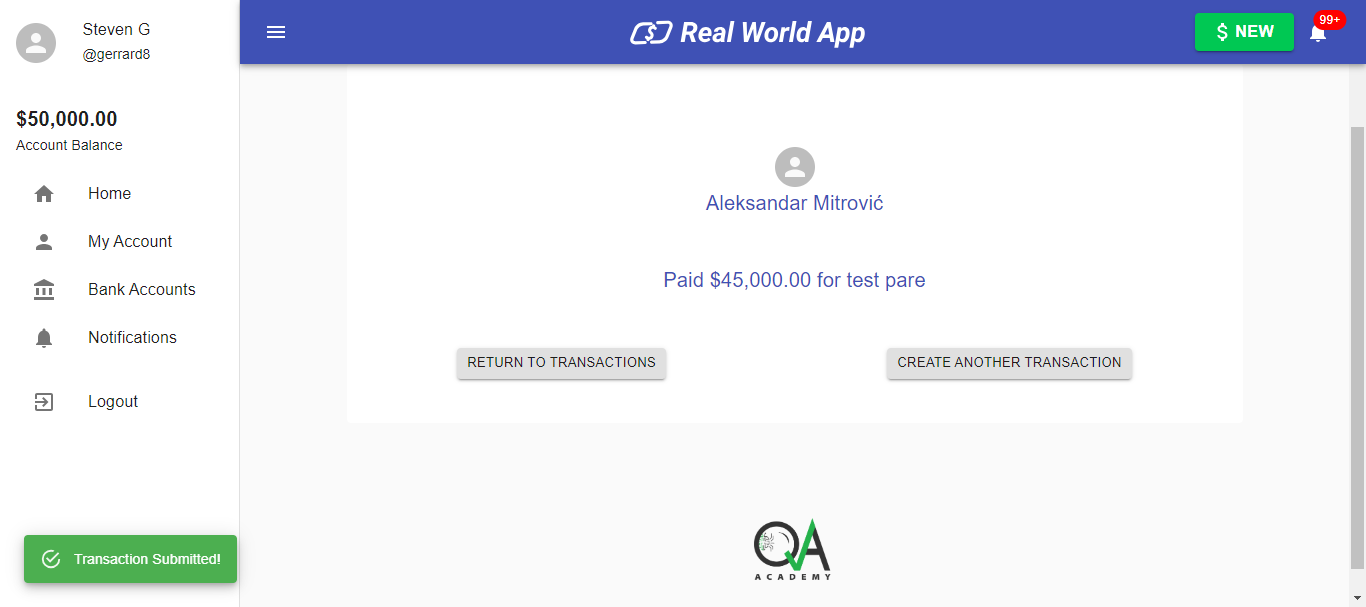 Steven G
@gerrard8
$50,000.00
Account Balance
Home
My Account
Bank Accounts
Notifications
Logout
Transaction Submitted!
Real World App
$ NEW
99+
Aleksandar Mitrović
Paid $45,000.00 for test pare
RETURN TO TRANSACTIONS
CREATE ANOTHER TRANSACTION
QA
ACADEMY